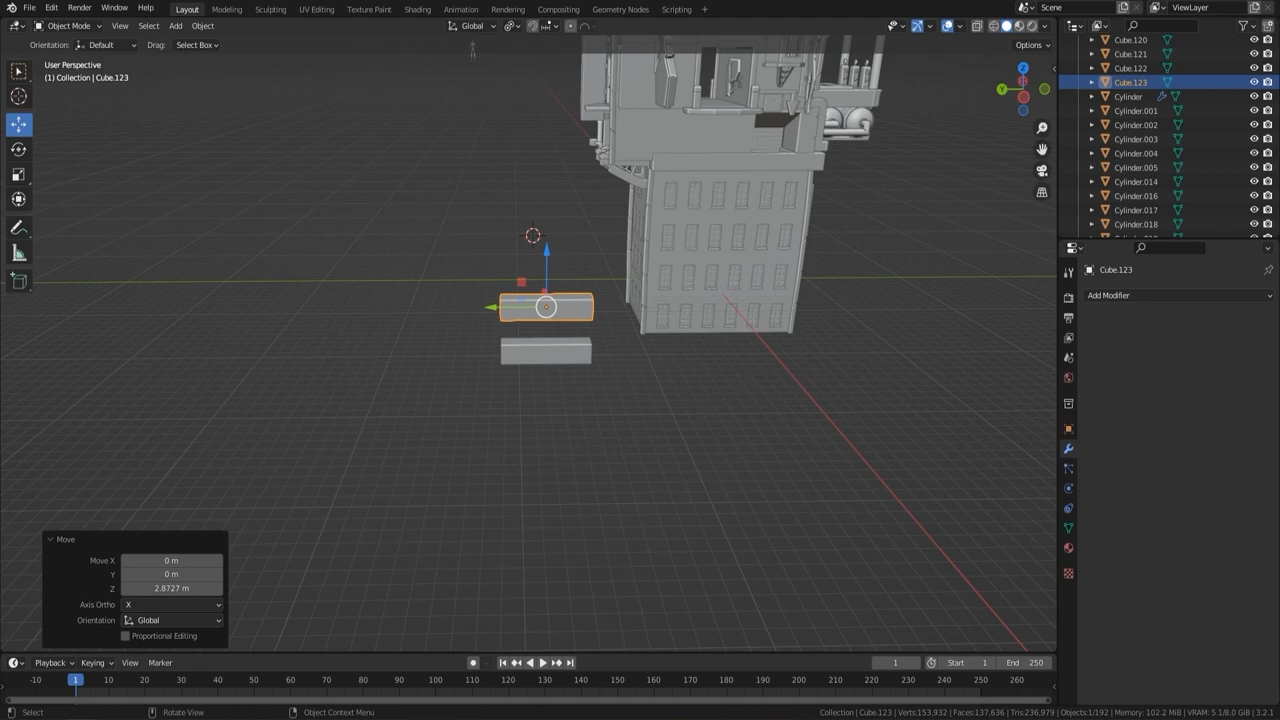 File Edit Render Window Help Layout Modeling Sculpting UV Editing Texture Paint Shading Animation Rendering Compositing Geometry Nodes Scripting + Scene ViewLayer
Object Mode View Select Add Object Global
Orientation: Default Drag: Select Box Options
User Perspective
(1) Collection | Cube.123
Z
Y
Cube.120
Cube.121
Cube.122
Cube.123
Cylinder
Cylinder.001
Cylinder.002
Cylinder.003
Cylinder.004
Cylinder.005
Cylinder.014
Cylinder.016
Cylinder.017
Cylinder.018
Cube.123
Add Modifier
Move
Move X 0 m
Y 0 m
Z 2.8727 m
Axis Ortho X
Orientation Global
Proportional Editing
Playback Keying View Marker 1 Start 1 End 250
-10 1 10 20 30 40 50 60 70 80 90 100 110 120 130 140 150 160 170 180 190 200 210 220 230 240 250 260
Select Rotate View Object Context Menu Collection | Cube.123 | Verts:153,932 | Faces:137,636 | Tris:236,979 | Objects:1/192 | Memory: 102.2 MiB | VRAM: 5.1/8.0 GiB | 3.2.1